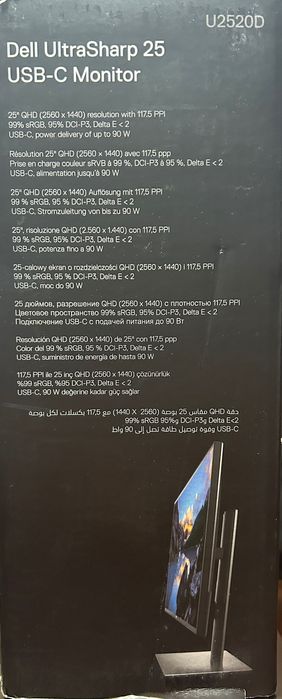 U2520D
Dell UltraSharp 25
USB-C Monitor
25" QHD (2560 x 1440) resolution with 117.5 PPI
99% sRGB, 95% DCI-P3, Delta E < 2
USB-C, power delivery of up to 90 W
Résolution 25" QHD (2560 x 1440) avec 117,5 ppp
Prise en charge couleur sRVB à 99 %, DCI-P3 à 95 %, Delta E < 2
USB-C, alimentation jusqu'à 90 W
25" QHD (2560 x 1440) Auflösung mit 117,5 PPI
99 % sRGB, 95 % DCI-P3, Delta E < 2
USB-C, Stromzuleitung von bis zu 90 W
25", risoluzione QHD (2.560 x 1.440) con 117,5 PPI
99 % sRGB, 95% DCI-P3, Delta E < 2
USB-C, potenza fino a 90 W
25-calowy ekran o rozdzielczości QHD (2560 x 1440) i 117,5 PPI
99 % sRGB, 95 % DCI-P3, Delta E < 2
USB-C, moc do 90 W
25 дюймов, разрешение QHD (2560 x 1440) с плотностью 117,5 PPI
Цветовое пространство 99% sRGB, 95% DCI-P3, Delta E < 2
Подключение USB-C с подачей питания до 90 Вт
Resolución QHD (2560 x 1440) de 25" con 117,5 ppp
Color del 99 % sRGB, 95 % DCI-P3, Delta E < 2
USB-C, suministro de energía de hasta 90 W
117,5 PPI ile 25 inç QHD (2560 x 1440) çözünürlük
%99 sRGB, %95 DCI-P3, Delta E < 2
USB-C, 90 W değerine kadar güç sağlar
دقة QHD مقاس 25 بوصة (2560 X 1440) مع 117,5 بكسلات لكل بوصة
99% sRGB و95% DCI-P3 وDelta E<2
USB-C وقوة توصيل طاقة تصل إلى 90 واط